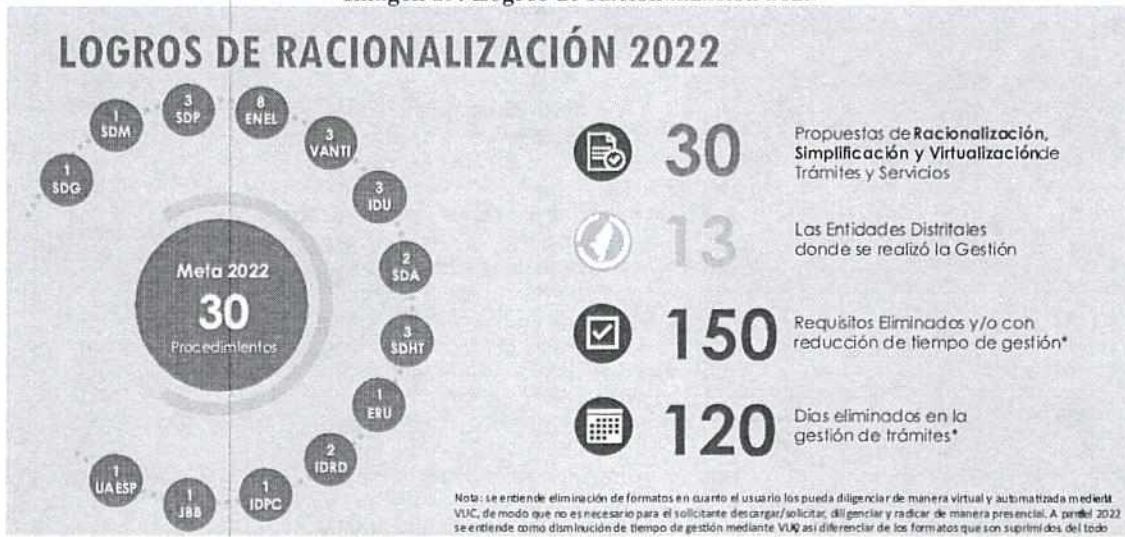 LOGROS DE RACIONALIZACIÓN 2022
1
SDG
1
SDM
3
SDP
8
ENEL
3
VANTI
3
IDU
2
SDA
3
SDHT
1
ERU
2
IDRD
1
IDPC
1
JBB
1
UAESP
Meta 2022
30
Procedimientos
30
Propuestas de Racionalización,
Simplificación y Virtualizaciónde
Trámites y Servicios
13
Las Entidades Distritales
donde se realizó la Gestión
150
Requisitos Eliminados y/o con
reducción de tiempo de gestión*
120
Días eliminados en la
gestión de trámites*
Nota: se entiende eliminación de formatos en cuanto el usuario los pueda diligenciar de manera virtual y automatizada
VUC, de modo que no es necesario para el solicitante descargar/solicitar, diligenciar y radicar de manera presencial. A 2022
se entiende como disminución de tiempo de gestión mediante así diferenciar de los formatos que son suprimidos del todo